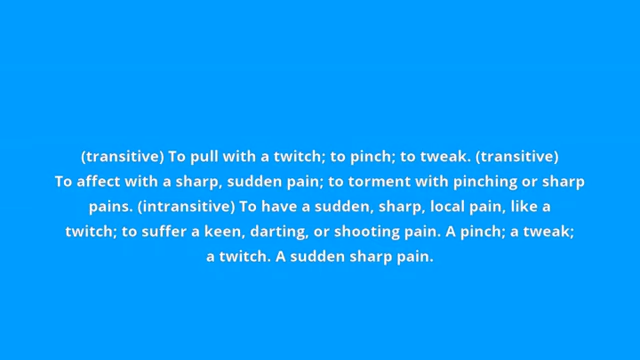 (transitive) To pull with a twitch; to pinch; to tweak. (transitive)
To affect with a sharp, sudden pain; to torment with pinching or sharp
pains. (intransitive) To have a sudden, sharp, local pain, like a
twitch; to suffer a keen, darting, or shooting pain. A pinch; a tweak;
a twitch. A sudden sharp pain.